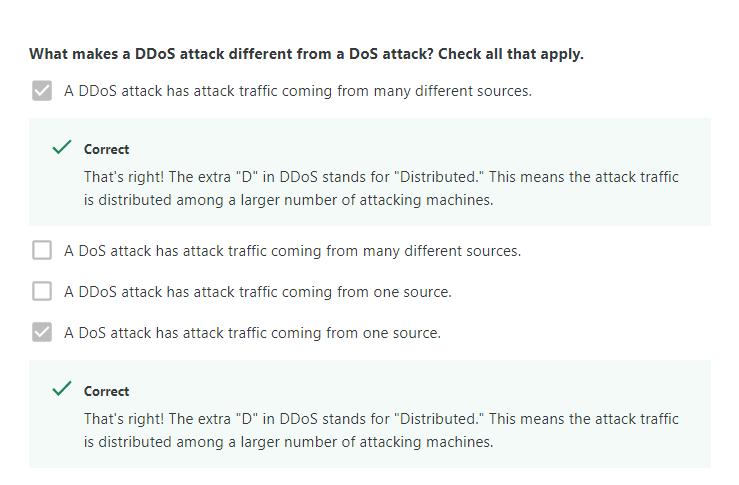 What makes a DDoS attack different from a DoS attack? Check all that apply.
A DDoS attack has attack traffic coming from many different sources.
Correct
That's right! The extra "D" in DDoS stands for "Distributed." This means the attack traffic
is distributed among a larger number of attacking machines.
A DoS attack has attack traffic coming from many different sources.
A DDoS attack has attack traffic coming from one source.
A DoS attack has attack traffic coming from one source.
Correct
That's right! The extra "D" in DDoS stands for "Distributed." This means the attack traffic
is distributed among a larger number of attacking machines.